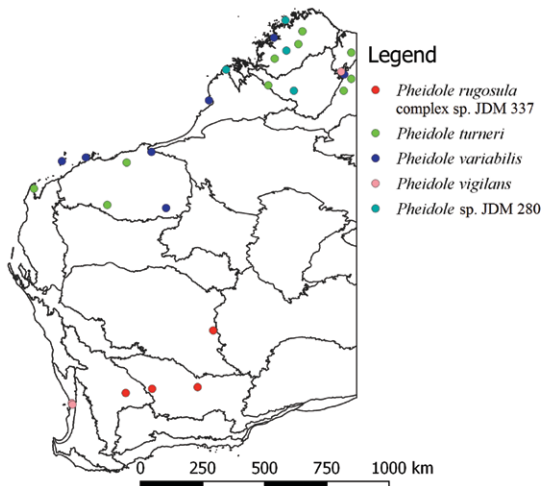 Legend
Pheidole rugosula
complex sp. JDM 337
Pheidole turneri
Pheidole variabilis
Pheidole vigilans
Pheidole sp. JDM 280
0 250 500 750 1000 km